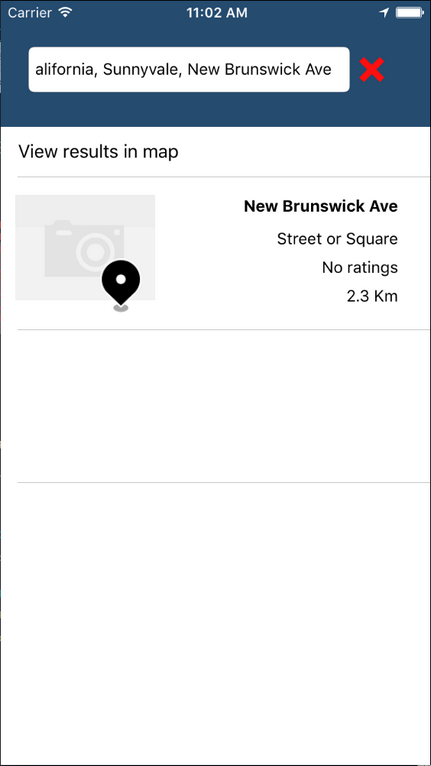 Carrier 11:02 AM
alifornia, Sunnyvale, New Brunswick Ave
View results in map
New Brunswick Ave
Street or Square
No ratings
2.3 Km